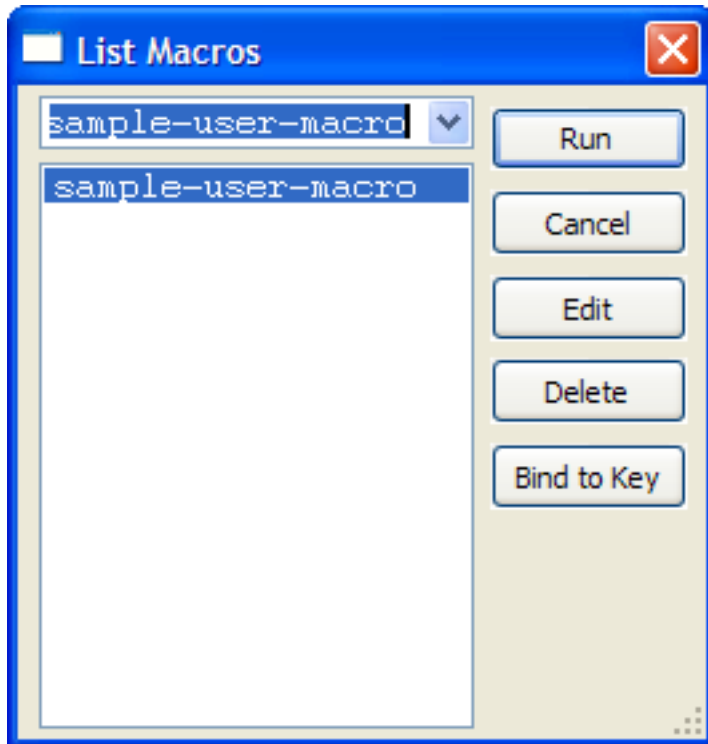 List Macros
sample-user-macro
sample-user-macro
Run
Cancel
Edit
Delete
Bind to Key